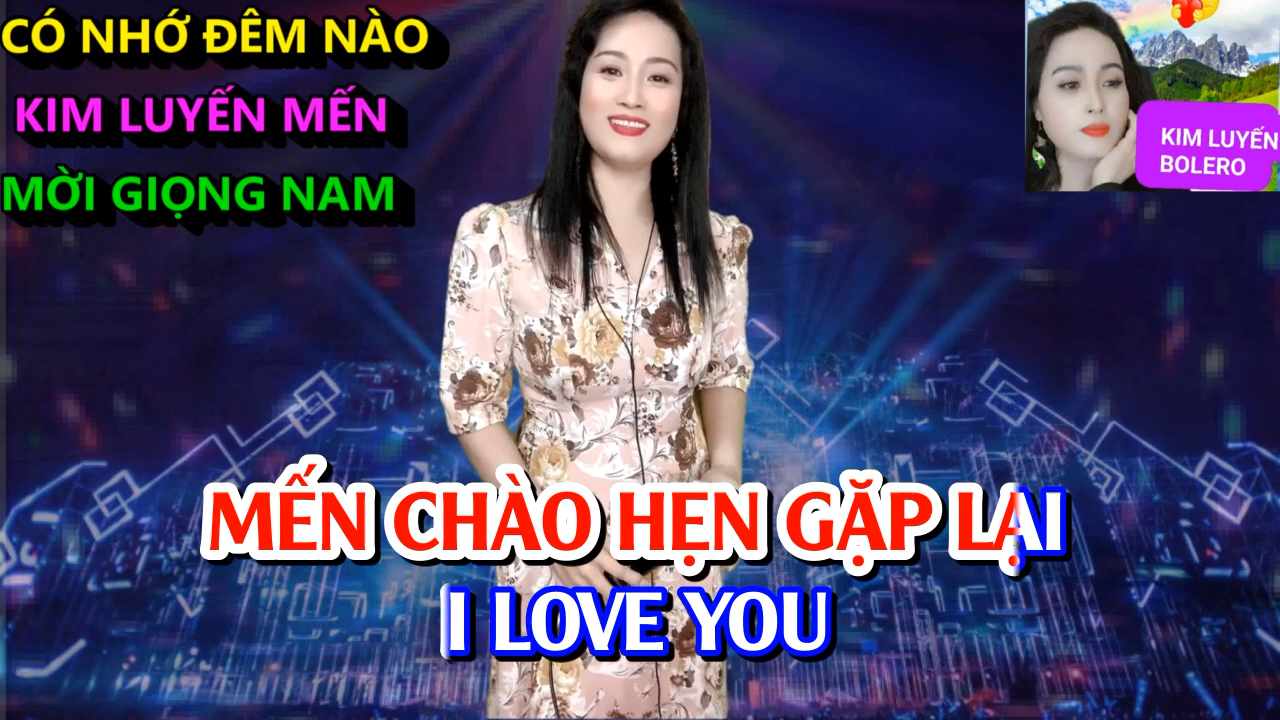 CÓ NHỚ ĐÊM NÀO
KIM LUYẾN MẾN
MỜI GIỌNG NAM
KIM LUYẾN
BOLERO
MẾN CHÀO HẸN GẶP LẠI
I LOVE YOU